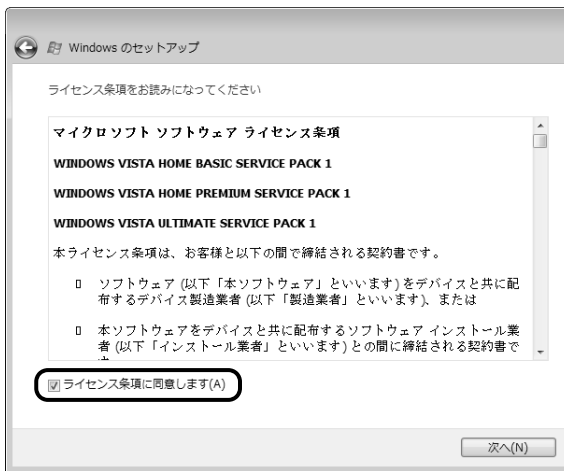 Windows のセットアップ
ライセンス条項をお読みになってください
マイクロソフト ソフトウェア ライセンス条項
WINDOWS VISTA HOME BASIC SERVICE PACK 1
WINDOWS VISTA HOME PREMIUM SERVICE PACK 1
WINDOWS VISTA ULTIMATE SERVICE PACK 1
本ライセンス条項は、お客様と以下の間で締結される契約書です。
ソフトウェア (以下「本ソフトウェア」といいます) をデバイスと共に配
布するデバイス製造業者 (以下「製造業者」といいます)、または
本ソフトウェアをデバイスと共に配布するソフトウェア インストール業
者 (以下「インストール業者」といいます) との間に締結される契約書で
ライセンス条項に同意します(A)
次へ(N)